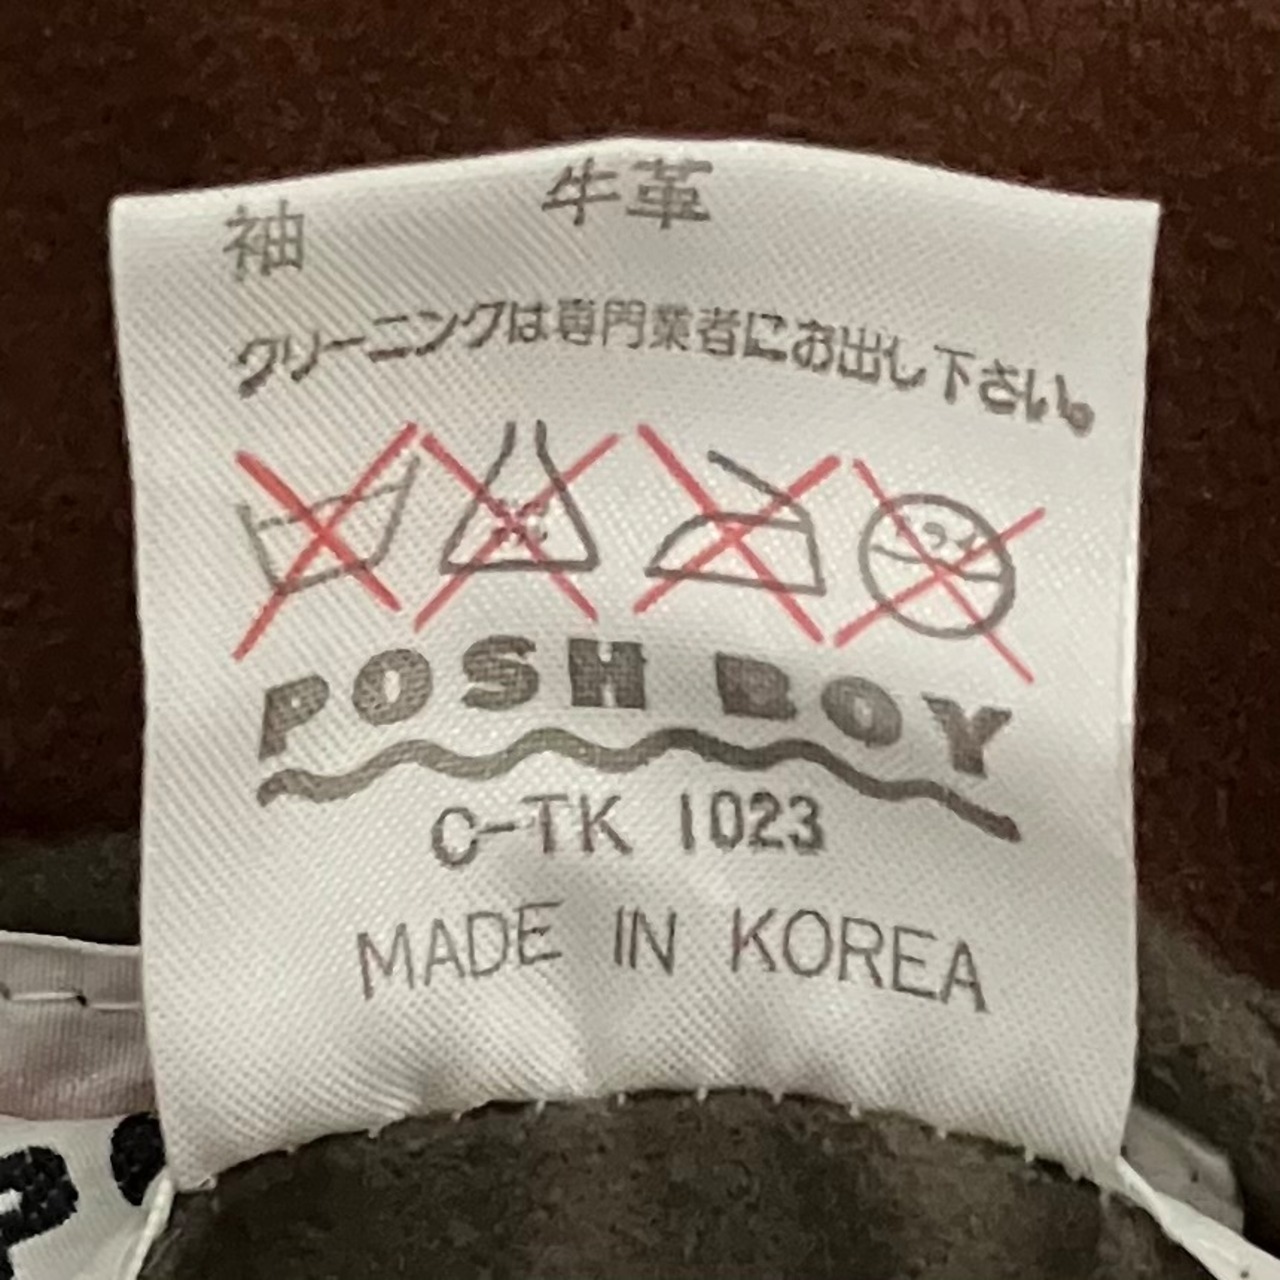 袖 牛革
クリーニングは専門業者にお出し下さい。
POSH BOY
C-TK 1023
MADE IN KOREA